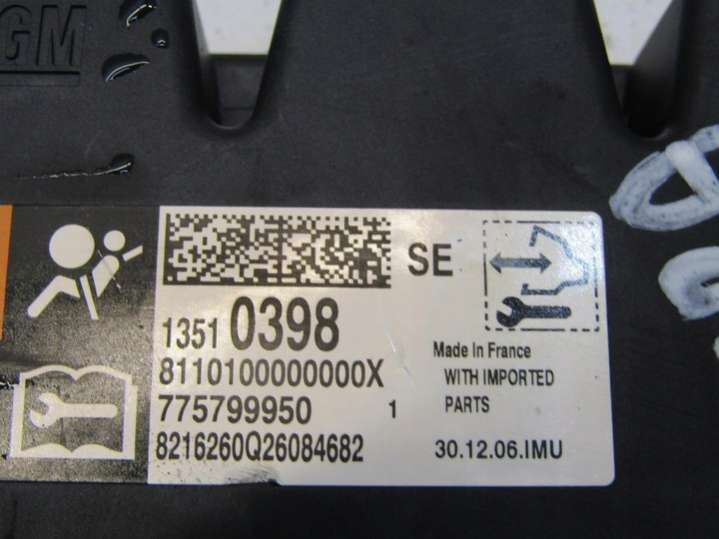 GM
SE
1351 0398
8110100000000X
775799950 1
8216260Q26084682
Made In France
WITH IMPORTED
PARTS
30.12.06.IMU